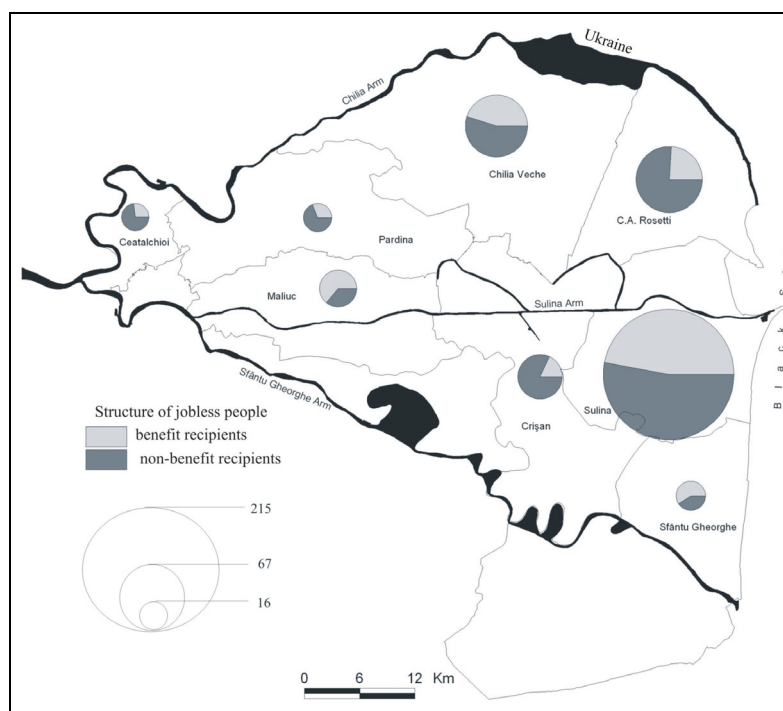 Ukraine
Chilia Arm
Chilia Veche
C.A. Rosetti
Ceatalchioi
Pardina
Maliuc
Sulina Arm
Black S
Sfântu Gheorghe Arm
Sulina
Crişan
Structure of jobless people
benefit recipients
non-benefit recipients
Sfântu Gheorghe
215
67
16
0 6 12 Km